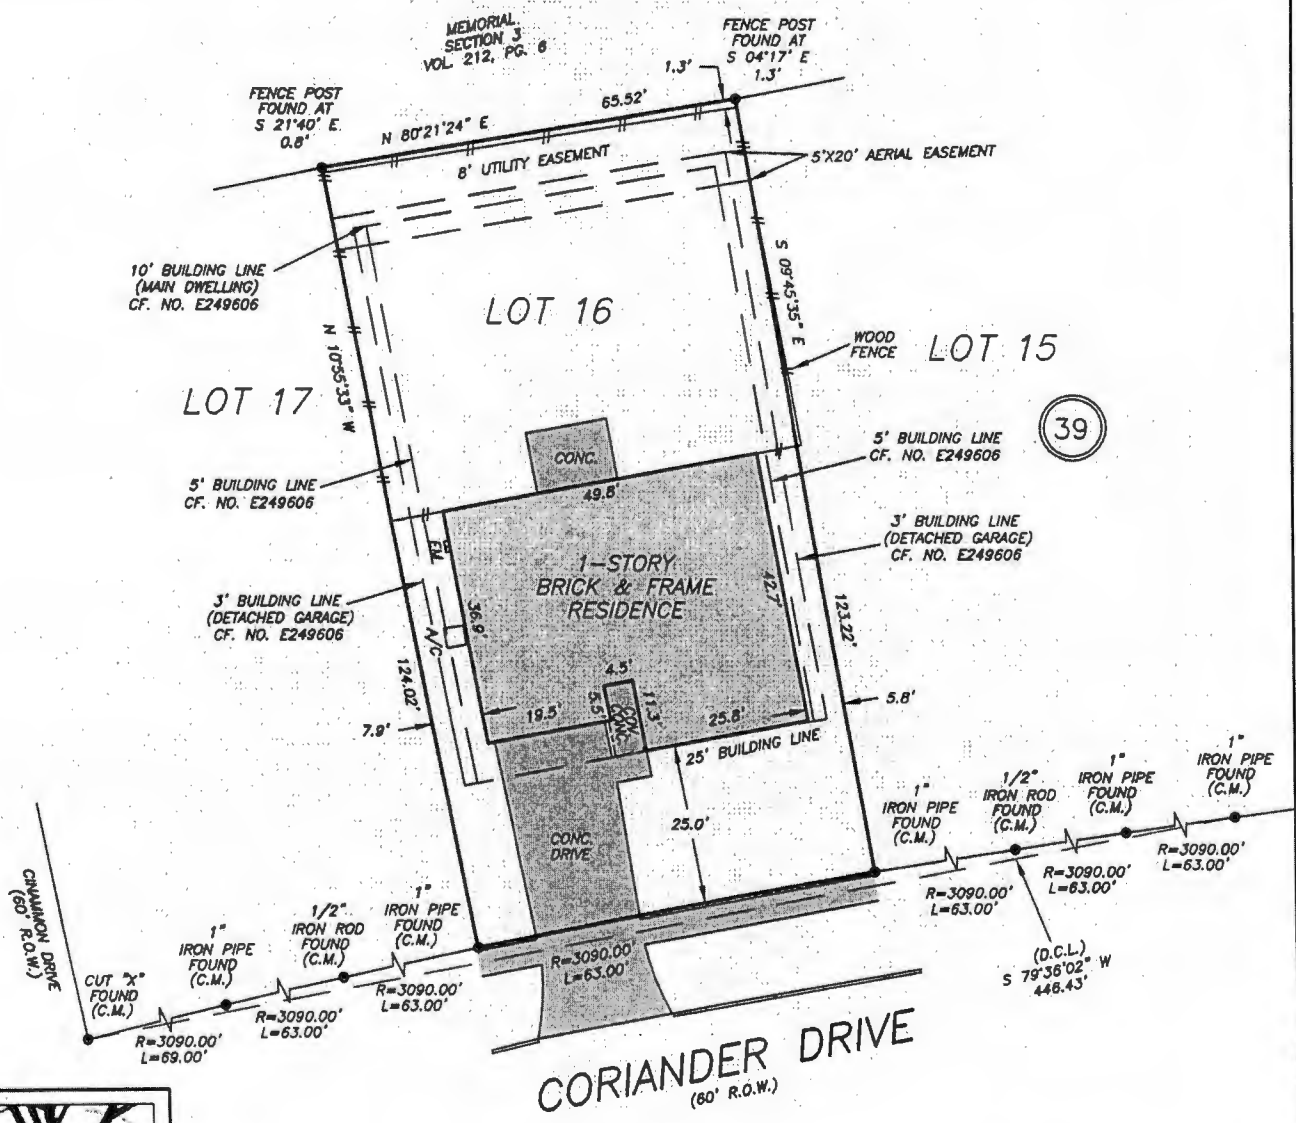 MEMORIAL
SECTION 3
VOL. 212, PG. 6
FENCE POST
FOUND AT
S 04°17' E
1.3'
1.3'
FENCE POST
FOUND AT
S 21°40' E
0.8'
N 80°21'24" E
65.52'
8' UTILITY EASEMENT
5'X20' AERIAL EASEMENT
10' BUILDING LINE
(MAIN DWELLING)
CF. NO. E249606
LOT 16
S 09°45'35" E
WOOD
FENCE
LOT 15
N 10°55'33" W
LOT 17
39
5' BUILDING LINE
CF. NO. E249606
CONC.
49.8'
5' BUILDING LINE
CF. NO. E249606
3' BUILDING LINE
(DETACHED GARAGE)
CF. NO. E249606
EM
1-STORY
BRICK & FRAME
RESIDENCE
42.7'
36.9'
3' BUILDING LINE
(DETACHED GARAGE)
CF. NO. E249606
A/C
123.22'
124.02'
4.5'
5.5'
COV.
CONC.
11.3'
19.5'
25.8'
5.8'
7.9'
25' BUILDING LINE
25.0'
CONC.
DRIVE
1"
IRON PIPE
FOUND
(C.M.)
1/2"
IRON ROD
FOUND
(C.M.)
1"
IRON PIPE
FOUND
(C.M.)
1"
IRON PIPE
FOUND
(C.M.)
R=3090.00'
L=63.00'
R=3090.00'
L=63.00'
R=3090.00'
L=63.00'
(D.C.L.)
S 79°36'02" W
446.43'
CINAMMON DRIVE
(60' R.O.W.)
CUT "X"
FOUND
(C.M.)
1"
IRON PIPE
FOUND
(C.M.)
1/2"
IRON ROD
FOUND
(C.M.)
1"
IRON PIPE
FOUND
(C.M.)
R=3090.00'
L=69.00'
R=3090.00'
L=63.00'
R=3090.00'
L=63.00'
R=3090.00'
L=63.00'
CORIANDER DRIVE
(60' R.O.W.)